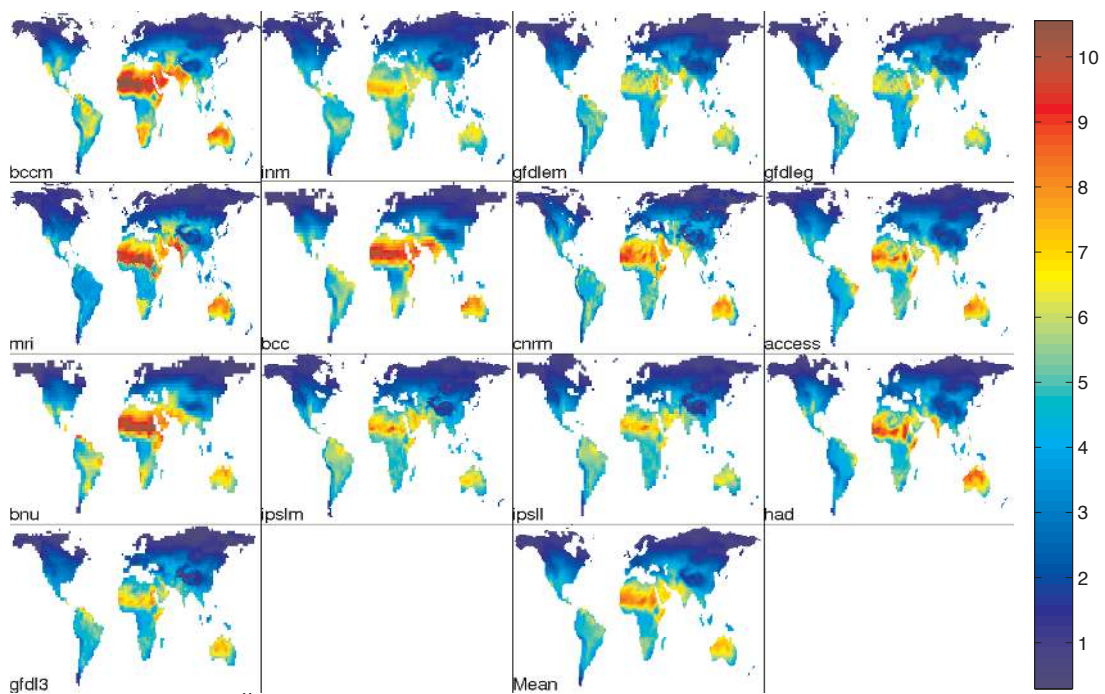 bccm
inm
gfdlem
gfdleg
mri
bcc
cnrm
access
bnu
ipslm
ipsll
had
gfdl3
Mean
10
9
8
7
6
5
4
3
2
1